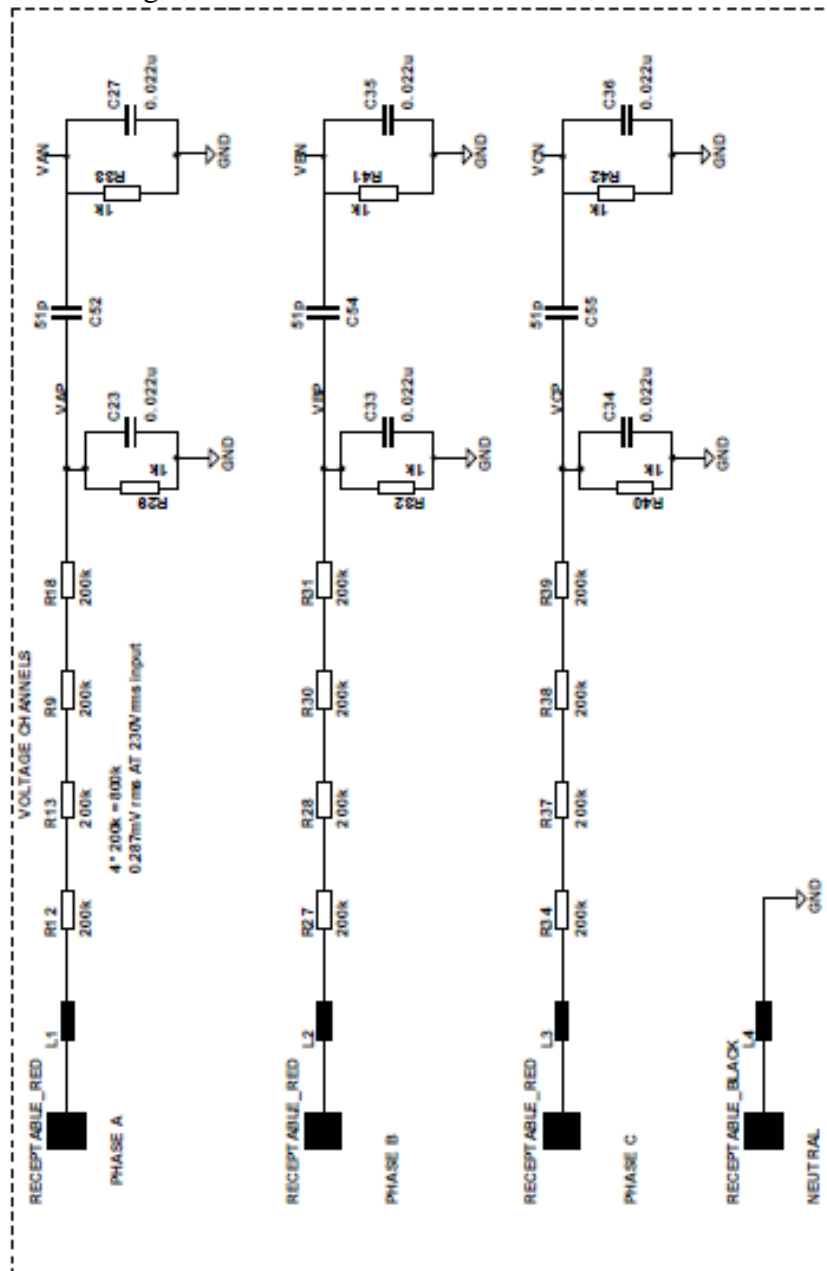 VOLTAGE CHANNELS
RECEPTABLE_RED
L1
R12
200k
R13
200k
R9
200k
R18
200k
4*200k = 800k
0.287mV rms AT 230V rms input
PHASE A
R29
1k
C23
0.022u
GND
VAP
51p
C52
VAN
R33
1k
C27
0.022u
GND
RECEPTABLE_RED
L2
R27
200k
R28
200k
R30
200k
R31
200k
PHASE B
R32
1k
C33
0.022u
GND
VBP
51p
C54
VBN
R41
1k
C35
0.022u
GND
RECEPTABLE_RED
L3
R34
200k
R37
200k
R38
200k
R39
200k
PHASE C
R40
1k
C34
0.022u
GND
VCP
51p
C55
VCN
R42
1k
C36
0.022u
GND
RECEPTABLE_BLACK
L4
GND
NEUTRAL